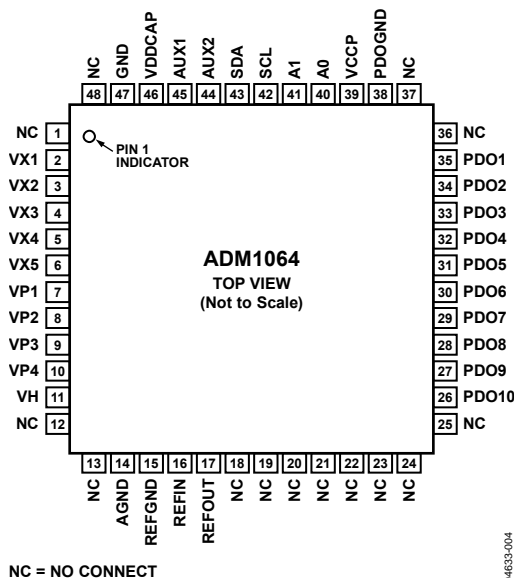 NC GND VDDCAP AUX1 AUX2 SDA SCL A1 A0 VCCP PDOGND NC
48 47 46 45 44 43 42 41 40 39 38 37
NC 1
VX1 2
VX2 3
VX3 4
VX4 5
VX5 6
VP1 7
VP2 8
VP3 9
VP4 10
VH 11
NC 12
PIN 1
INDICATOR
ADM1064
TOP VIEW
(Not to Scale)
36 NC
35 PDO1
34 PDO2
33 PDO3
32 PDO4
31 PDO5
30 PDO6
29 PDO7
28 PDO8
27 PDO9
26 PDO10
25 NC
13 14 15 16 17 18 19 20 21 22 23 24
NC AGND REFGND REFIN REFOUT NC NC NC NC NC NC NC
NC = NO CONNECT
4633-004